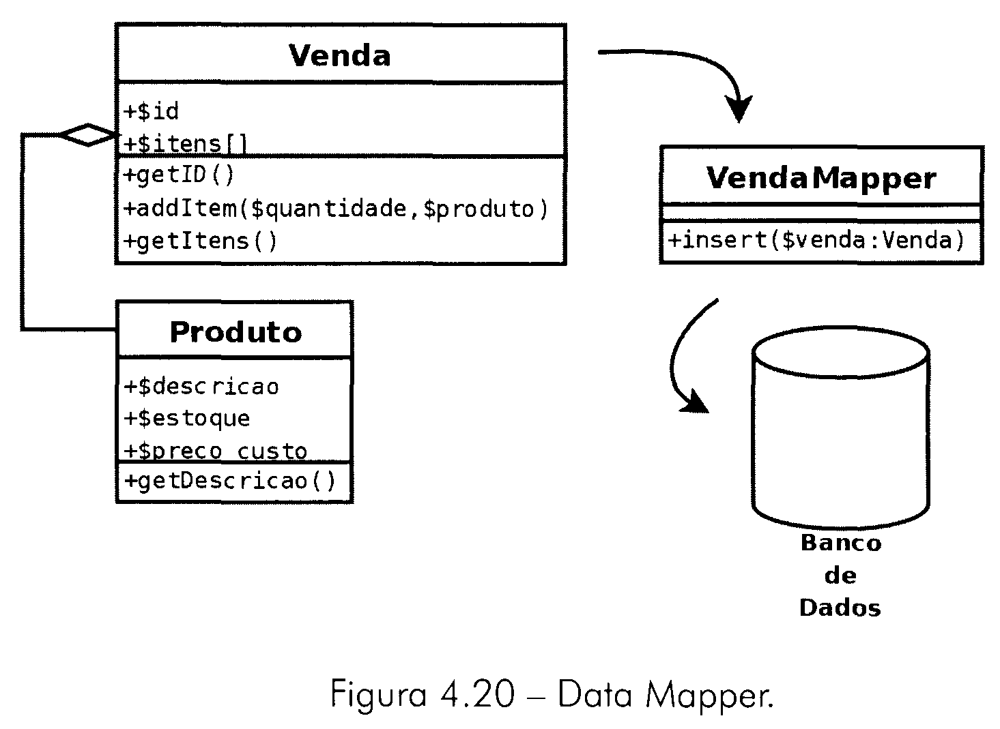 Venda
+$id
+$itens[]
+getID()
+addItem($quantidade,$produto)
+getItens()
VendaMapper
+insert($venda:Venda)
Produto
+$descricao
+$estoque
+$preco_custo
+getDescricao()
Banco
de
Dados
Figura 4.20 – Data Mapper.